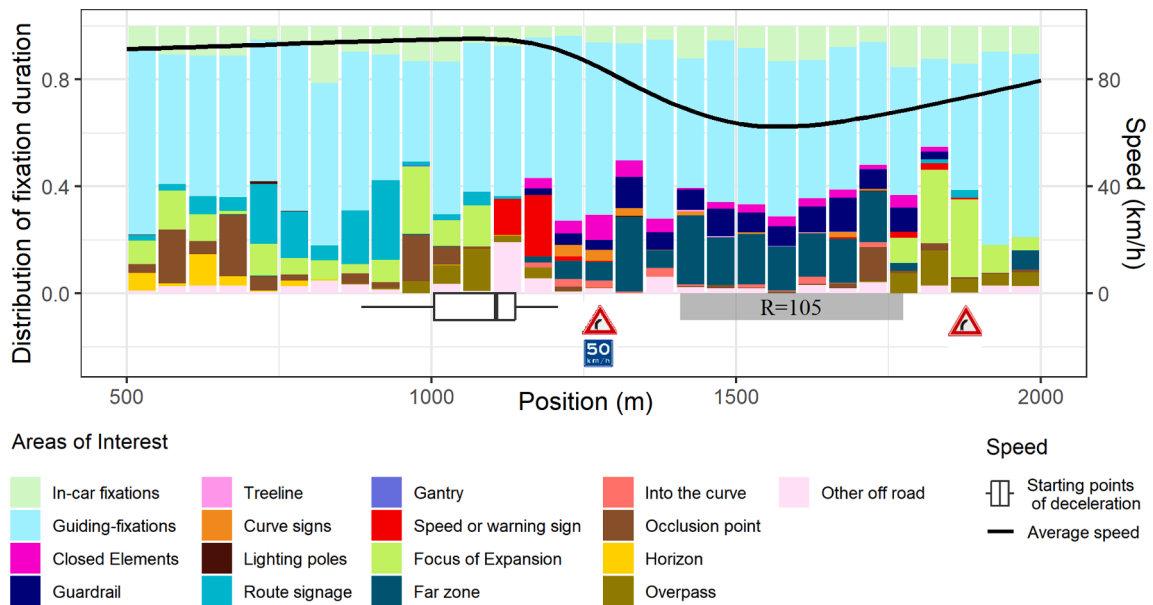 Distribution of fixation duration
0.8
0.4
0.0
80
40
0
Speed (km/h)
R=105
50
km/h
500
1000
1500
2000
Position (m)
Areas of Interest
In-car fixations
Guiding-fixations
Closed Elements
Guardrail
Treeline
Curve signs
Lighting poles
Route signage
Gantry
Speed or warning sign
Focus of Expansion
Far zone
Into the curve
Occlusion point
Horizon
Overpass
Other off road
Speed
Starting points
of deceleration
Average speed